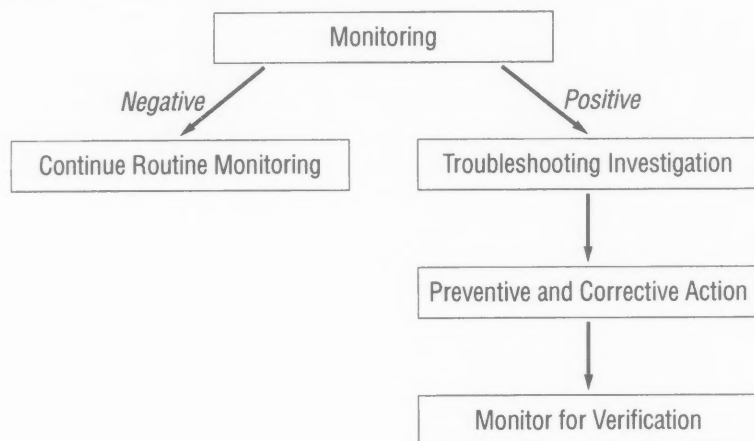 Monitoring
Negative
Positive
Continue Routine Monitoring
Troubleshooting Investigation
Preventive and Corrective Action
Monitor for Verification